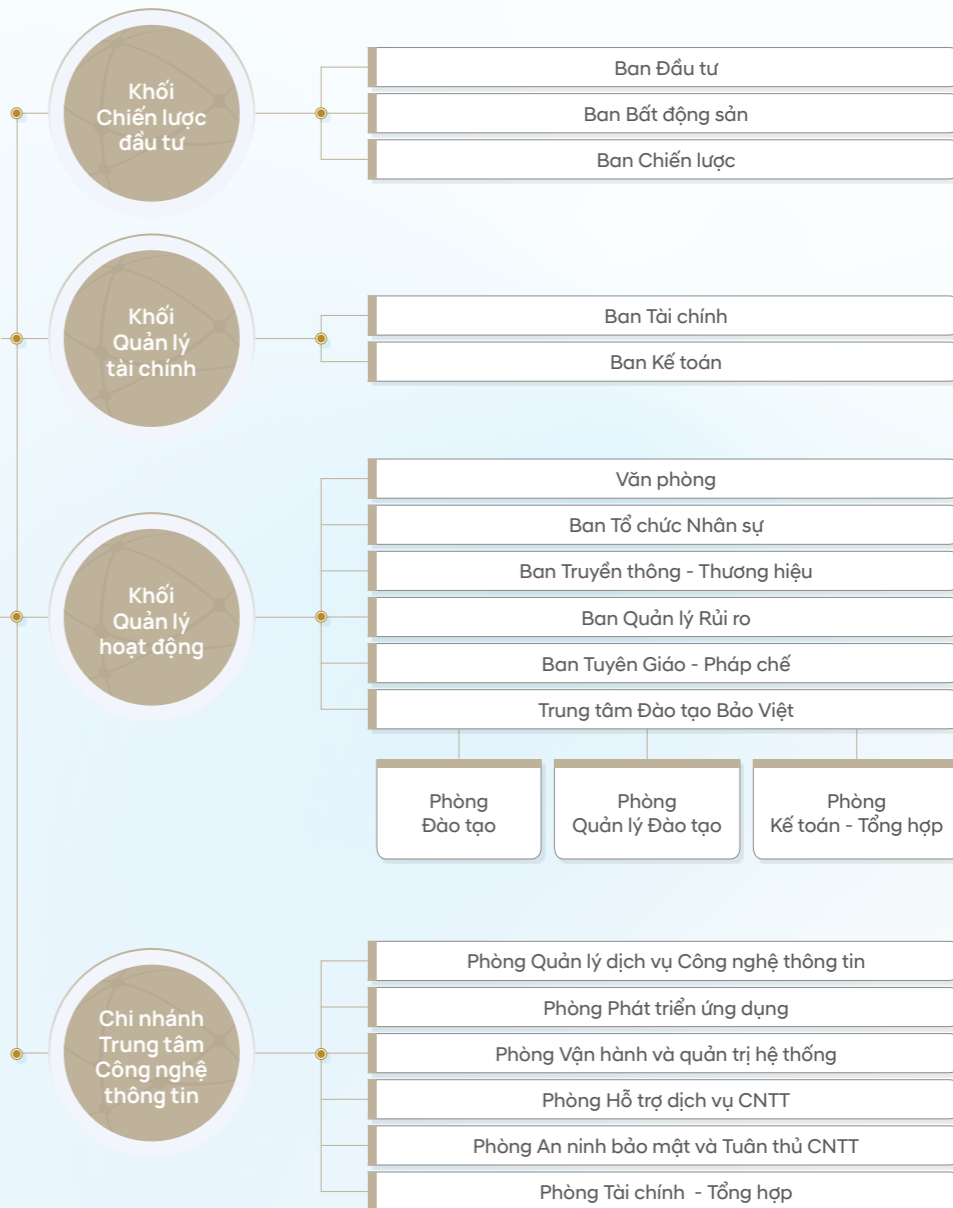 Khối
Chiến lược
đầu tư
Ban Đầu tư
Ban Bất động sản
Ban Chiến lược
Khối
Quản lý
tài chính
Ban Tài chính
Ban Kế toán
Khối
Quản lý
hoạt động
Văn phòng
Ban Tổ chức Nhân sự
Ban Truyền thông - Thương hiệu
Ban Quản lý Rủi ro
Ban Tuyên Giáo - Pháp chế
Trung tâm Đào tạo Bảo Việt
Phòng
Đào tạo
Phòng
Quản lý Đào tạo
Phòng
Kế toán - Tổng hợp
Chi nhánh
Trung tâm
Công nghệ
thông tin
Phòng Quản lý dịch vụ Công nghệ thông tin
Phòng Phát triển ứng dụng
Phòng Vận hành và quản trị hệ thống
Phòng Hỗ trợ dịch vụ CNTT
Phòng An ninh bảo mật và Tuân thủ CNTT
Phòng Tài chính - Tổng hợp